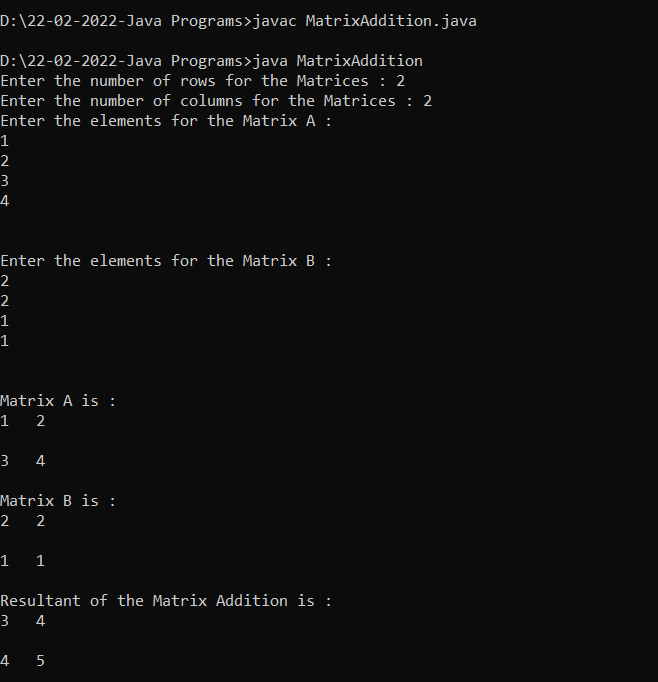 D:\22-02-2022-Java Programs>javac MatrixAddition.java
D:\22-02-2022-Java Programs>java MatrixAddition
Enter the number of rows for the Matrices : 2
Enter the number of columns for the Matrices : 2
Enter the elements for the Matrix A :
1
2
3
4
Enter the elements for the Matrix B :
2
2
1
1
Matrix A is :
1   2
3   4
Matrix B is :
2   2
1   1
Resultant of the Matrix Addition is :
3   4
4   5